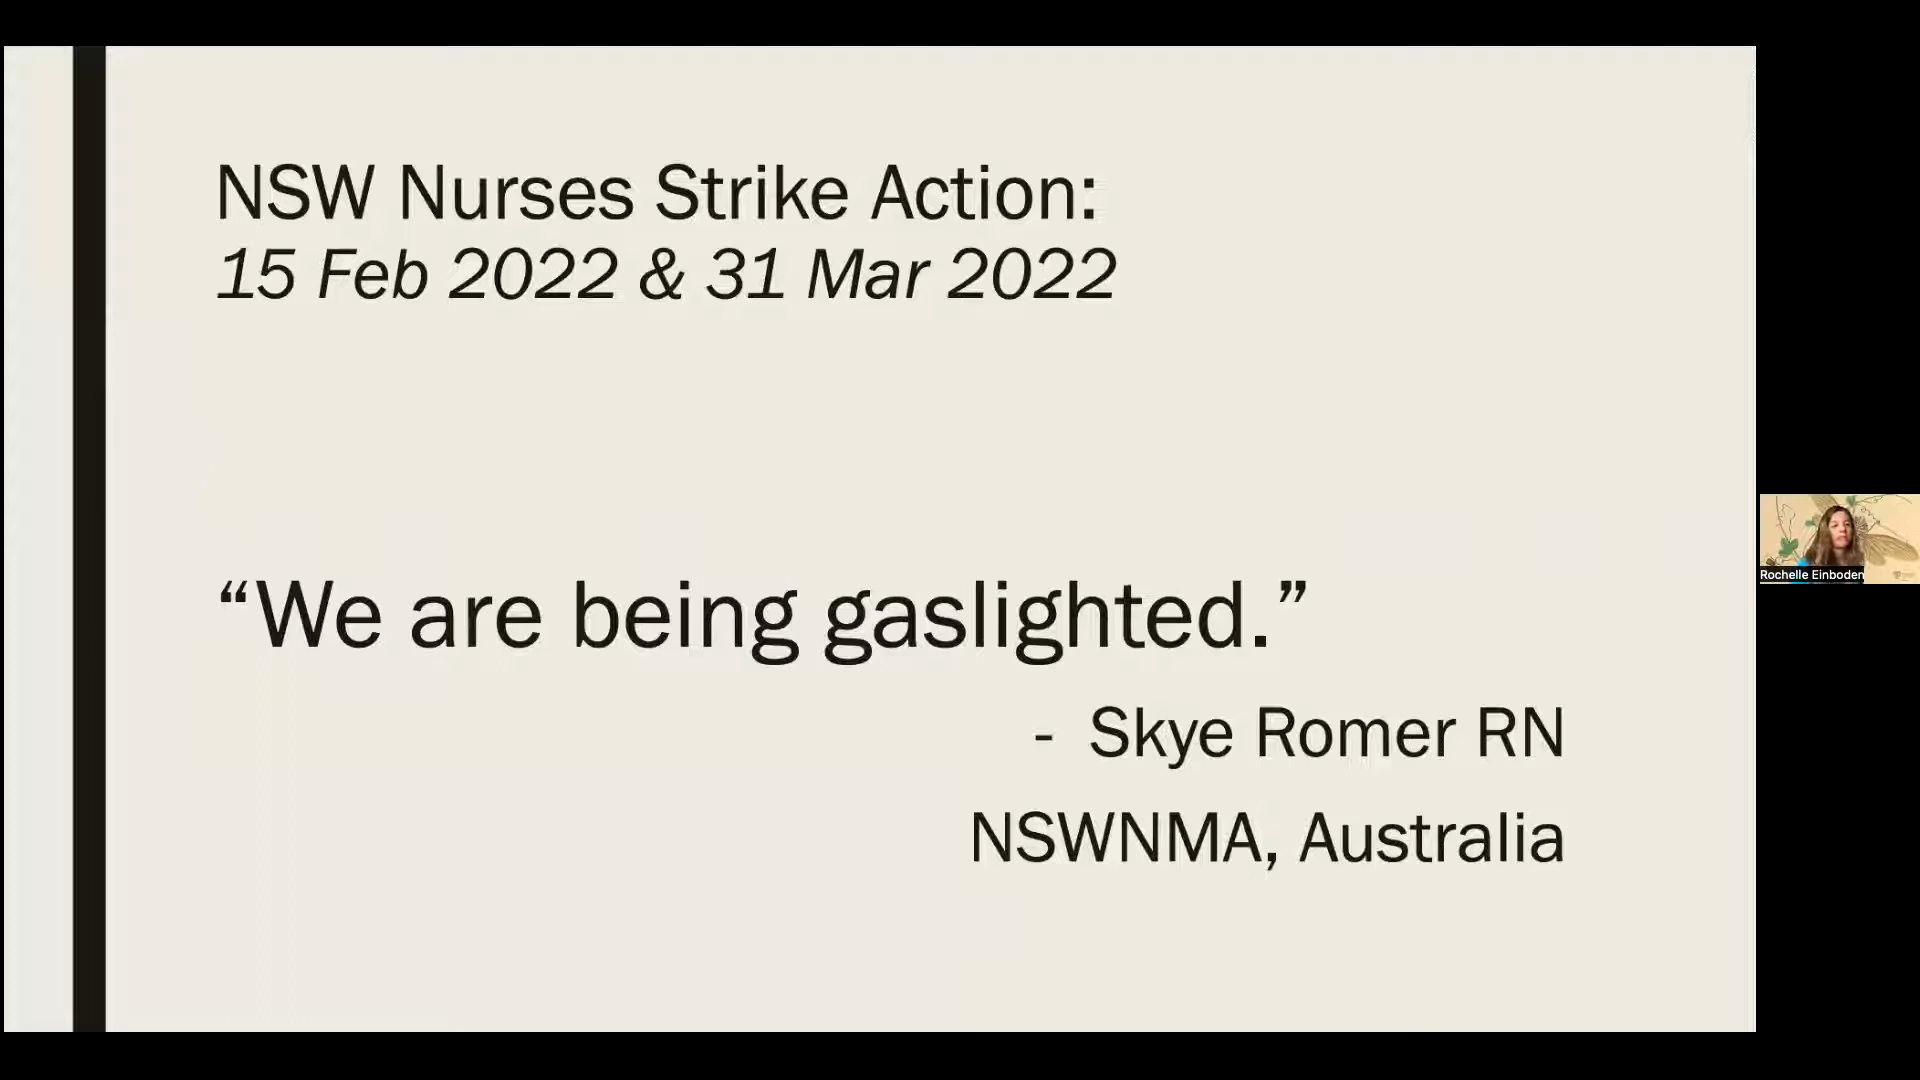 NSW Nurses Strike Action:
15 Feb 2022 & 31 Mar 2022
“We are being gaslighted.”
- Skye Romer RN
NSWNMA, Australia
Rochelle Einboden